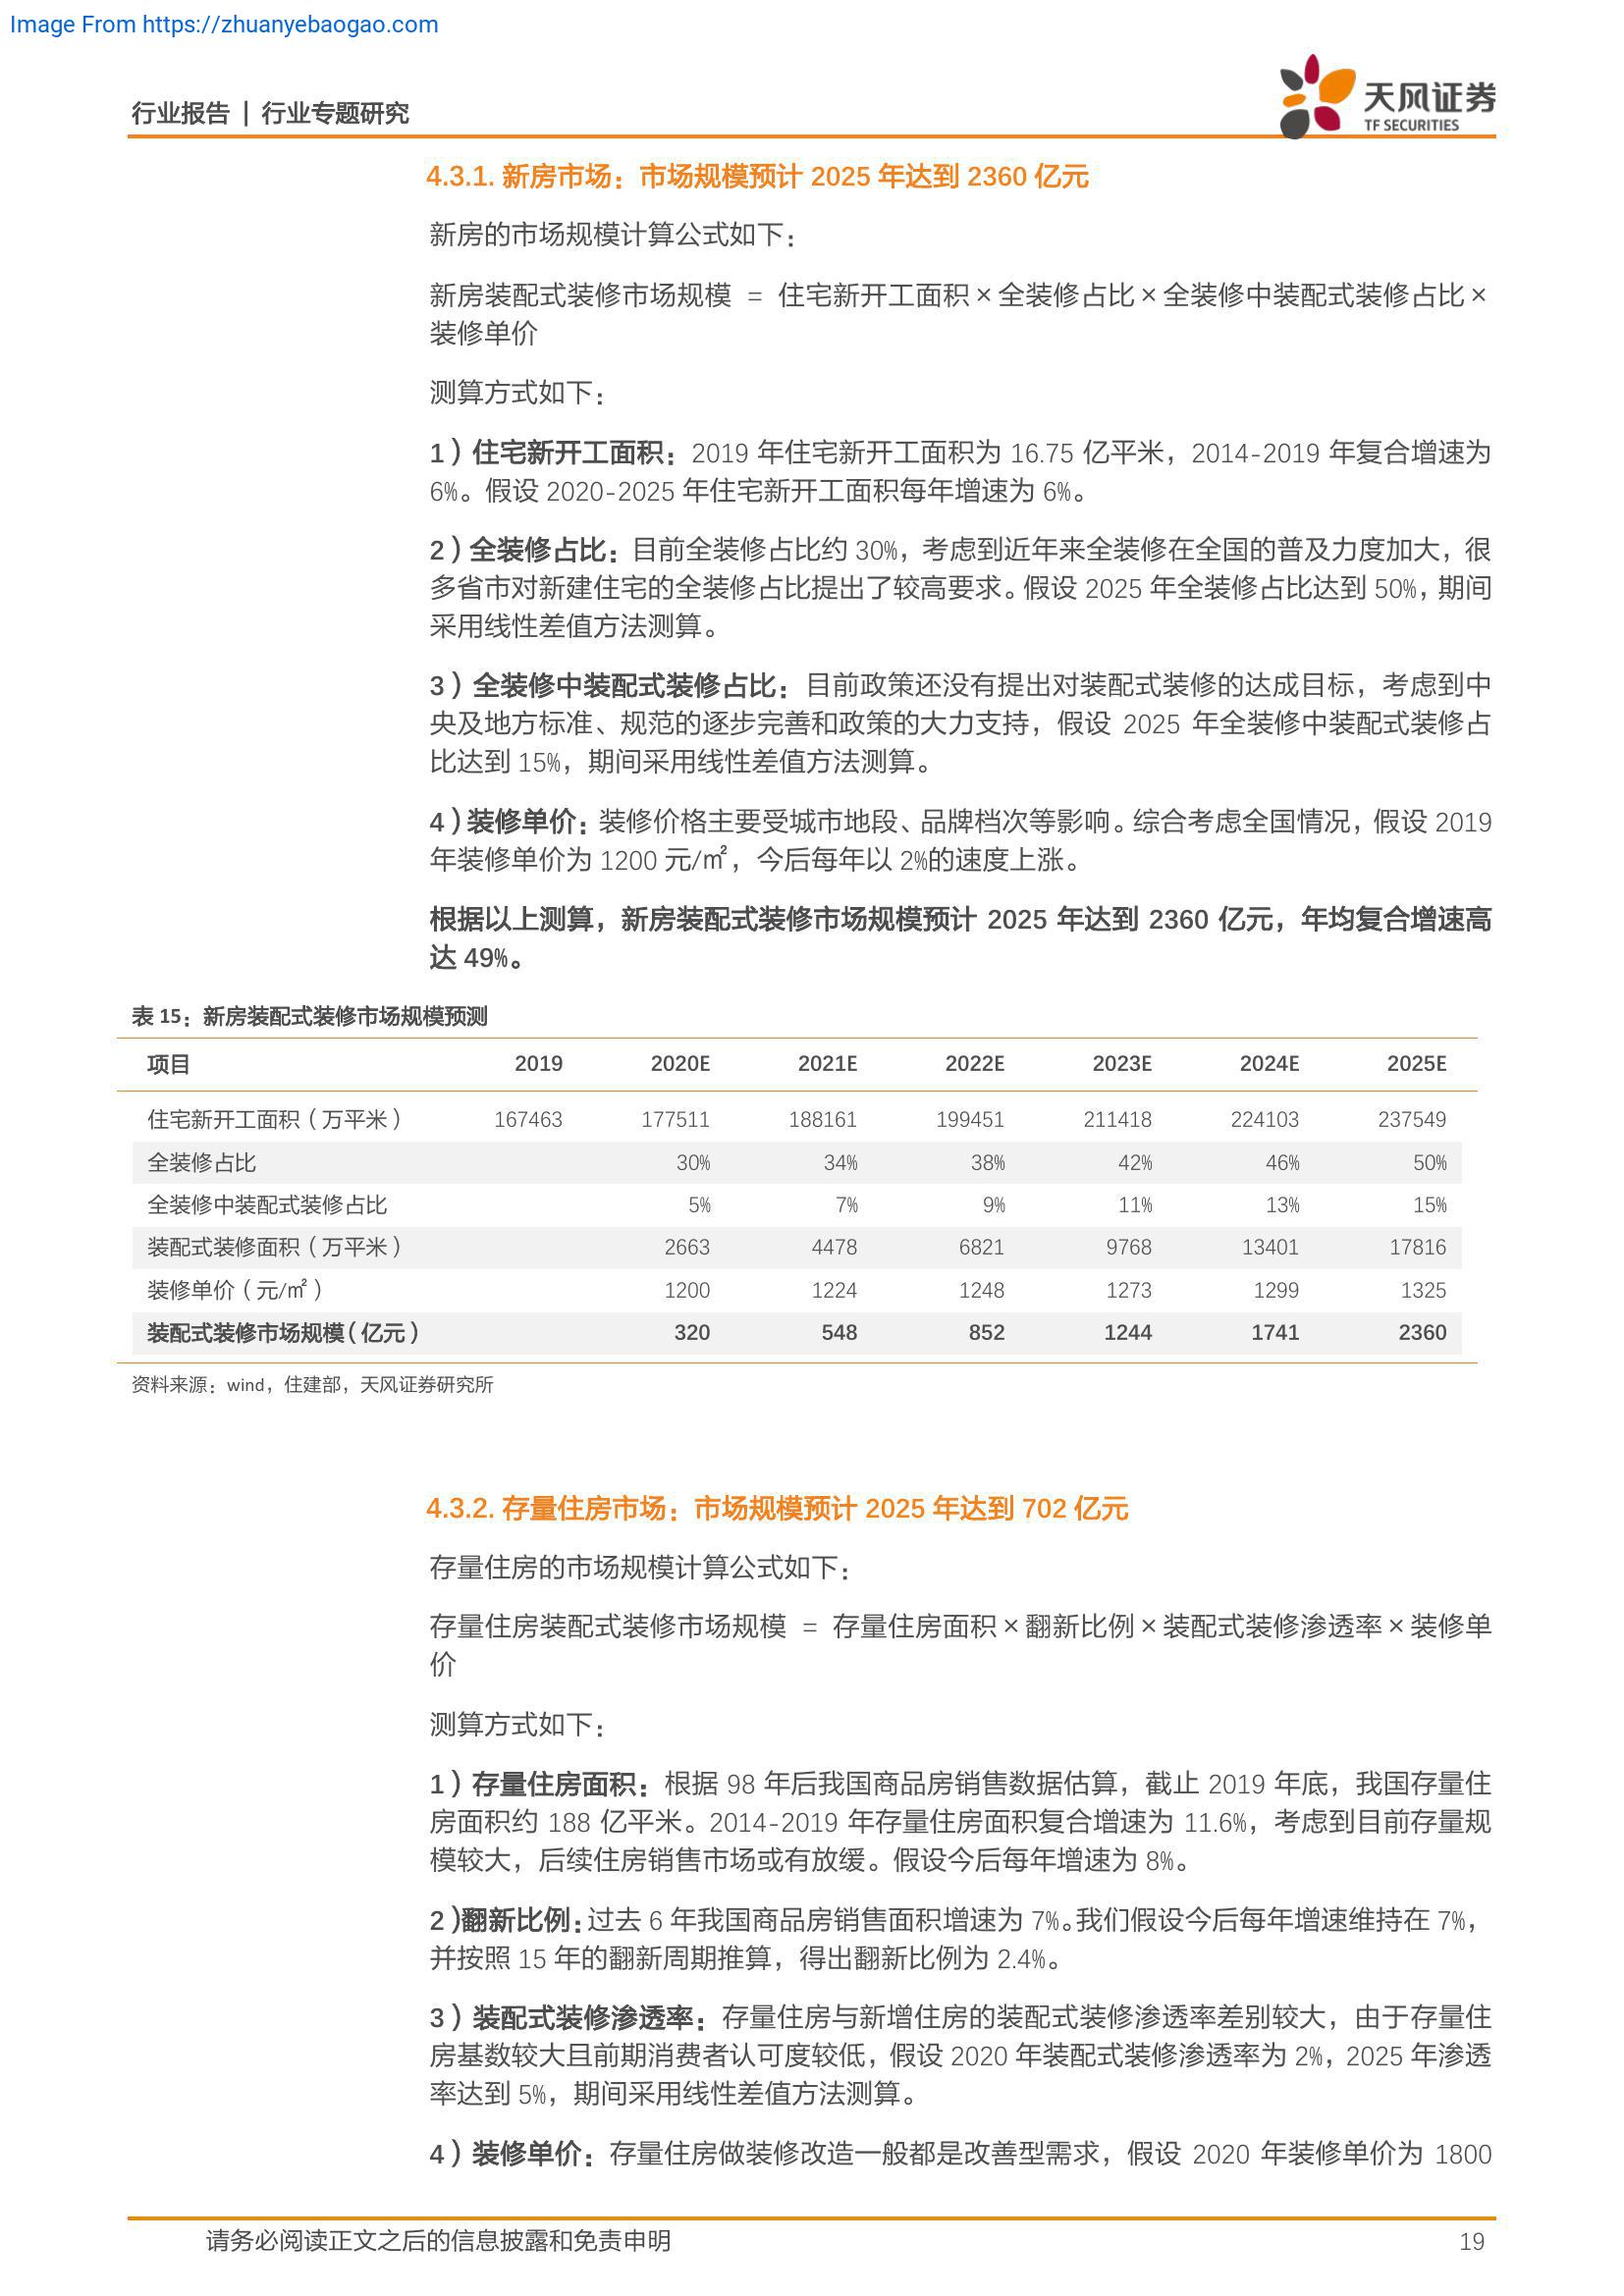 Image From https://zhuanyebaogao.com
行业报告 | 行业专题研究
天风证券
TF SECURITIES
4.3.1. 新房市场：市场规模预计 2025 年达到 2360 亿元
新房的市场规模计算公式如下：
新房装配式装修市场规模 = 住宅新开工面积×全装修占比×全装修中装配式装修占比×
装修单价
测算方式如下：
1）住宅新开工面积：2019 年住宅新开工面积为 16.75 亿平米，2014-2019 年复合增速为
6%。假设 2020-2025 年住宅新开工面积每年增速为 6%。
2）全装修占比：目前全装修占比约 30%，考虑到近年来全装修在全国的普及力度加大，很
多省市对新建住宅的全装修占比提出了较高要求。假设 2025 年全装修占比达到 50%，期间
采用线性差值方法测算。
3）全装修中装配式装修占比：目前政策还没有提出对装配式装修的达成目标，考虑到中
央及地方标准、规范的逐步完善和政策的大力支持，假设 2025 年全装修中装配式装修占
比达到 15%，期间采用线性差值方法测算。
4）装修单价：装修价格主要受城市地段、品牌档次等影响。综合考虑全国情况，假设 2019
年装修单价为 1200 元/㎡，今后每年以 2%的速度上涨。
根据以上测算，新房装配式装修市场规模预计 2025 年达到 2360 亿元，年均复合增速高
达 49%。
表 15：新房装配式装修市场规模预测
项目 2019 2020E 2021E 2022E 2023E 2024E 2025E
住宅新开工面积（万平米） 167463 177511 188161 199451 211418 224103 237549
全装修占比 30% 34% 38% 42% 46% 50%
全装修中装配式装修占比 5% 7% 9% 11% 13% 15%
装配式装修面积（万平米） 2663 4478 6821 9768 13401 17816
装修单价（元/㎡） 1200 1224 1248 1273 1299 1325
装配式装修市场规模（亿元） 320 548 852 1244 1741 2360
资料来源：wind，住建部，天风证券研究所
4.3.2. 存量住房市场：市场规模预计 2025 年达到 702 亿元
存量住房的市场规模计算公式如下：
存量住房装配式装修市场规模 = 存量住房面积×翻新比例×装配式装修渗透率×装修单
价
测算方式如下：
1）存量住房面积：根据 98 年后我国商品房销售数据估算，截止 2019 年底，我国存量住
房面积约 188 亿平米。2014-2019 年存量住房面积复合增速为 11.6%，考虑到目前存量规
模较大，后续住房销售市场或有放缓。假设今后每年增速为 8%。
2）翻新比例：过去 6 年我国商品房销售面积增速为 7%。我们假设今后每年增速维持在 7%，
并按照 15 年的翻新周期推算，得出翻新比例为 2.4%。
3）装配式装修渗透率：存量住房与新增住房的装配式装修渗透率差别较大，由于存量住
房基数较大且前期消费者认可度较低，假设 2020 年装配式装修渗透率为 2%，2025 年渗透
率达到 5%，期间采用线性差值方法测算。
4）装修单价：存量住房做装修改造一般都是改善型需求，假设 2020 年装修单价为 1800
请务必阅读正文之后的信息披露和免责申明 19